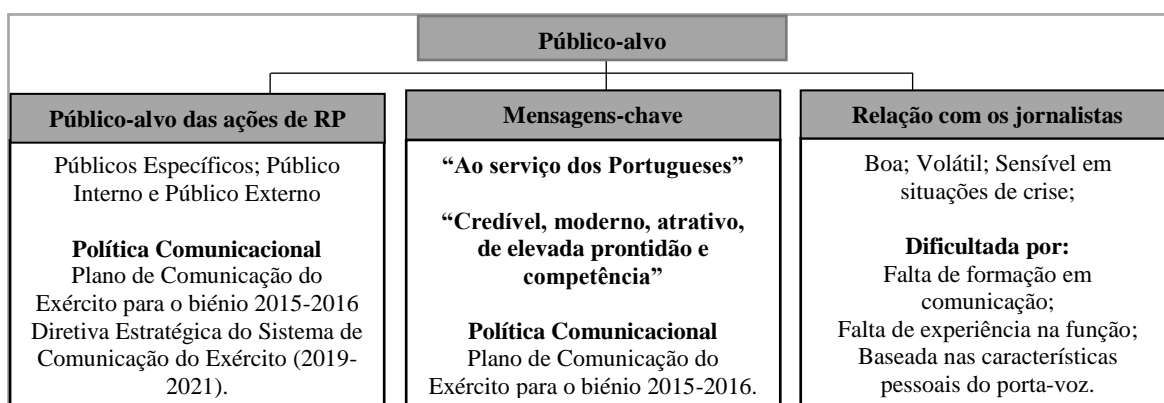 Público-alvo
Público-alvo das ações de RP
Públicos Específicos; Público
Interno e Público Externo
Política Comunicacional
Plano de Comunicação do
Exército para o biénio 2015-2016
Diretiva Estratégica do Sistema de
Comunicação do Exército (2019-
2021).
Mensagens-chave
“Ao serviço dos Portugueses”
“Credível, moderno, atrativo,
de elevada prontidão e
competência”
Política Comunicacional
Plano de Comunicação do
Exército para o biénio 2015-2016.
Relação com os jornalistas
Boa; Volátil; Sensível em
situações de crise;
Dificultada por:
Falta de formação em
comunicação;
Falta de experiência na função;
Baseada nas características
pessoais do porta-voz.